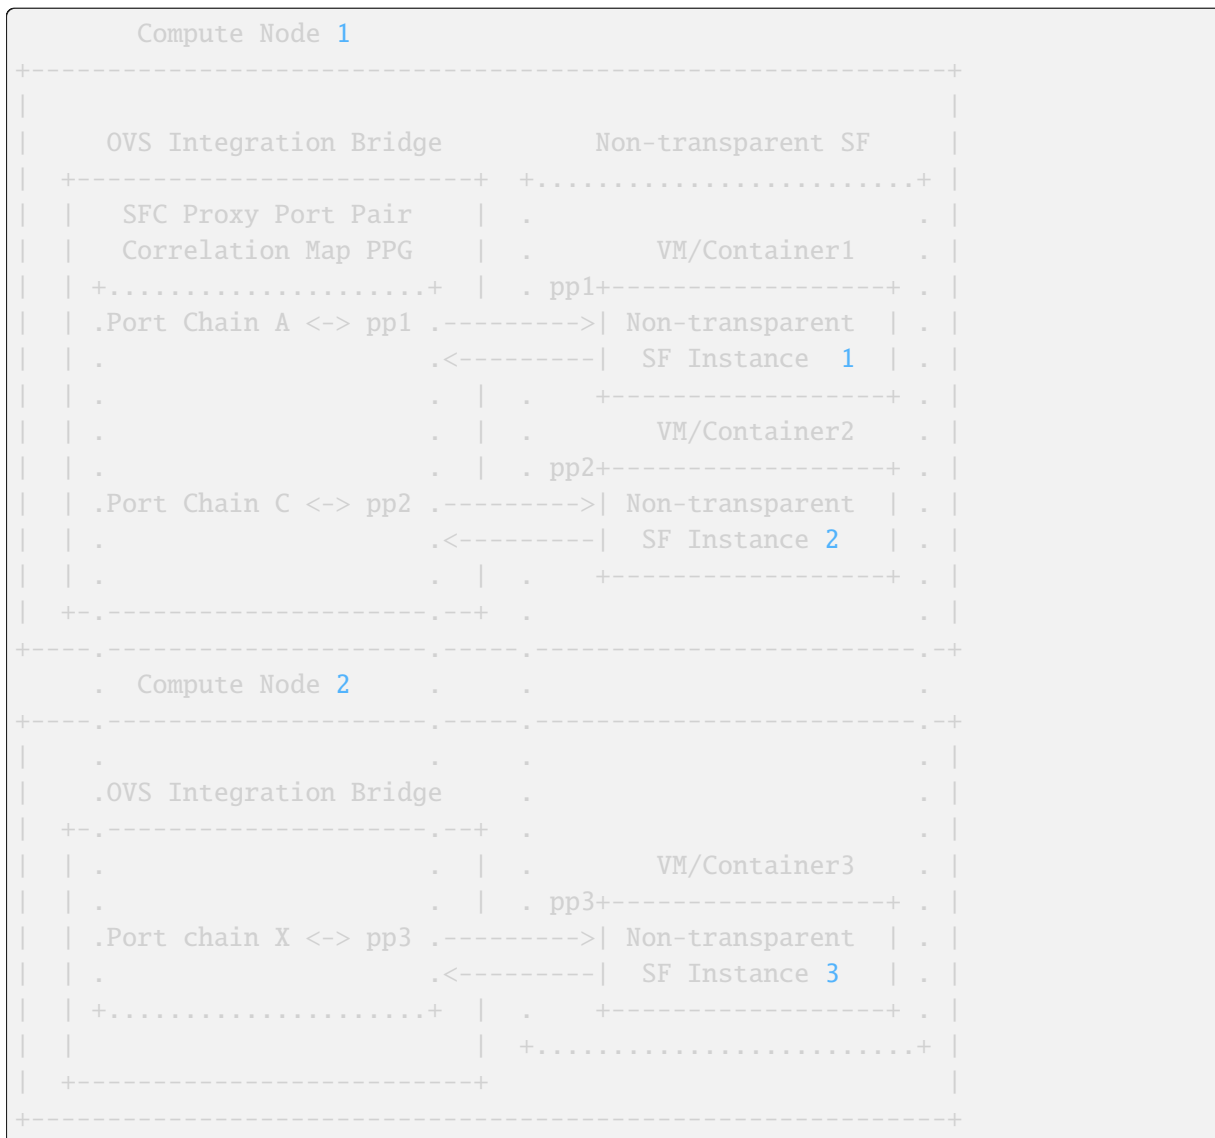 Compute Node 1
+------------------------------------------------------------+
|                                                            |
|     OVS Integration Bridge          Non-transparent SF     |
|  +--------------------------+  +.........................+ |
|  |   SFC Proxy Port Pair    |  .                         . |
|  |   Correlation Map PPG    |  .        VM/Container1    . |
|  | +.....................+  |  . pp1+------------------+ . |
|  | .Port Chain A <-> pp1 .--------->| Non-transparent  | . |
|  | .                     .<---------|  SF Instance  1  | . |
|  | .                     .  |  .    +------------------+ . |
|  | .                     .  |  .        VM/Container2    . |
|  | .                     .  |  . pp2+------------------+ . |
|  | .Port Chain C <-> pp2 .--------->| Non-transparent  | . |
|  | .                     .<---------|  SF Instance 2   | . |
|  | .                     .  |  .    +------------------+ . |
|  +-.---------------------.--+  .                         . |
+----.---------------------.-----.-------------------------.-+
     .  Compute Node 2     .     .                         .
+----.---------------------.-----.-------------------------.-+
|    .                     .     .                         . |
|    .OVS Integration Bridge     .                         . |
|  +-.---------------------.--+  .                         . |
|  | .                     .  |  .        VM/Container3    . |
|  | .                     .  |  . pp3+------------------+ . |
|  | .Port chain X <-> pp3 .--------->| Non-transparent  | . |
|  | .                     .<---------|  SF Instance 3   | . |
|  | +.....................+  |  .    +------------------+ . |
|  |                          |  +.........................+ |
|  +--------------------------+                              |
+------------------------------------------------------------+